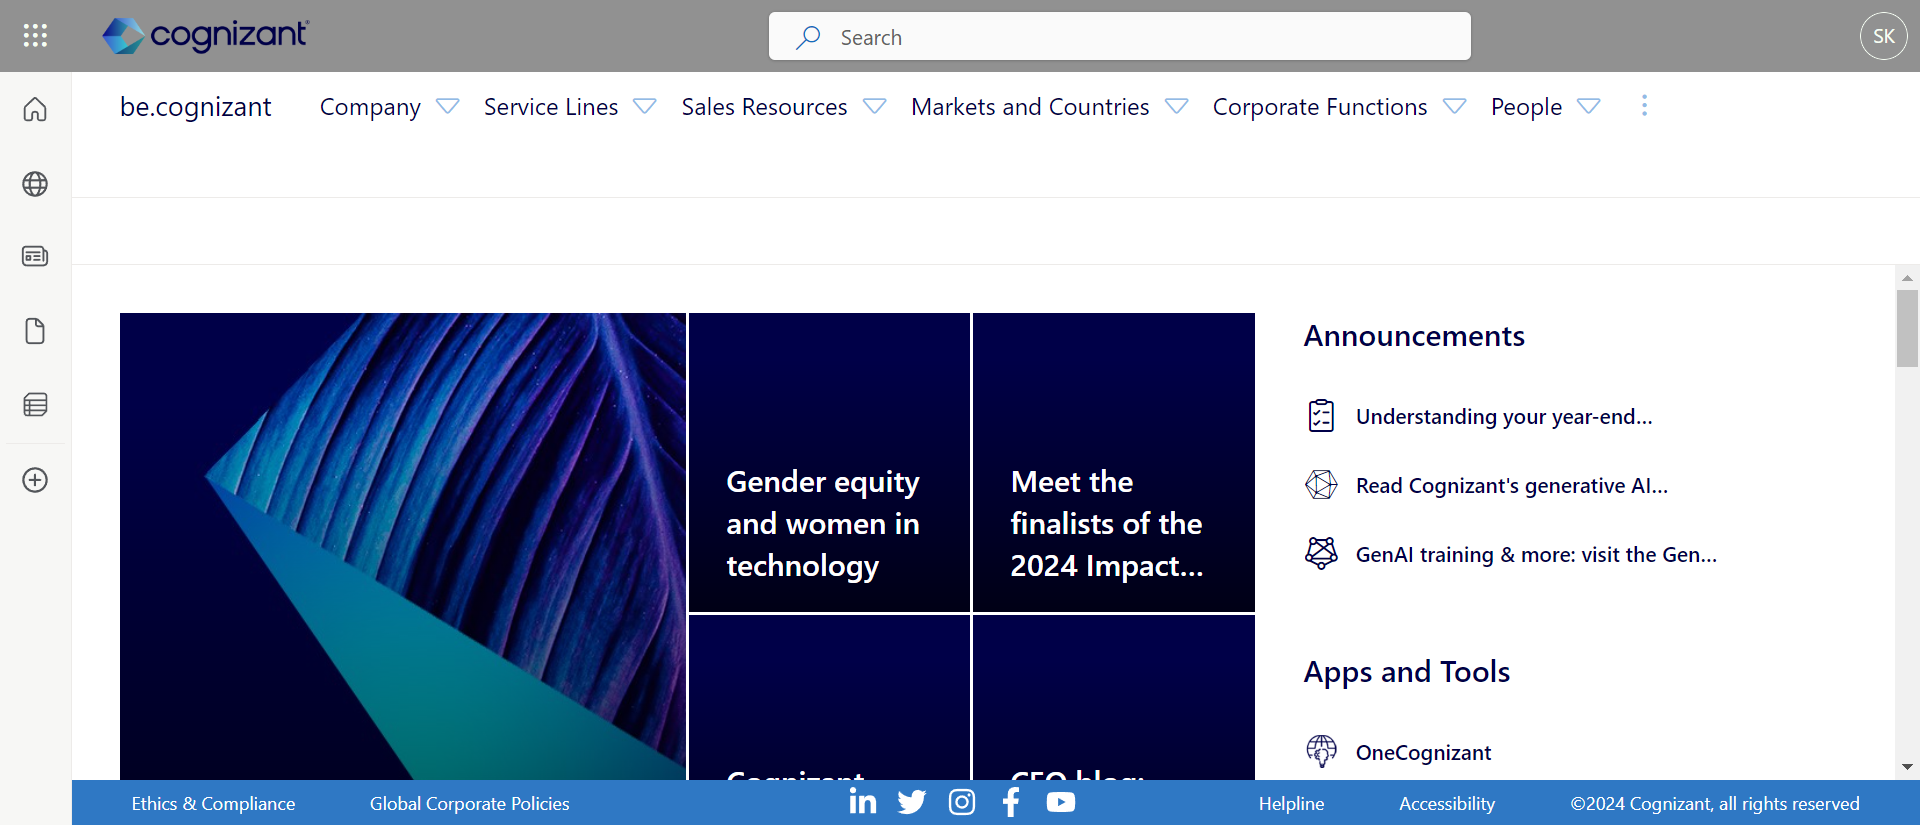 cognizant
Search
SK
be.cognizant
Company
Service Lines
Sales Resources
Markets and Countries
Corporate Functions
People
Gender equity
and women in
technology
Meet the
finalists of the
2024 Impact...
Cognizant
CEO blog:
Announcements
Understanding your year-end...
Read Cognizant's generative AI...
GenAI training & more: visit the Gen...
Apps and Tools
OneCognizant
Ethics & Compliance
Global Corporate Policies
Helpline
Accessibility
©2024 Cognizant, all rights reserved